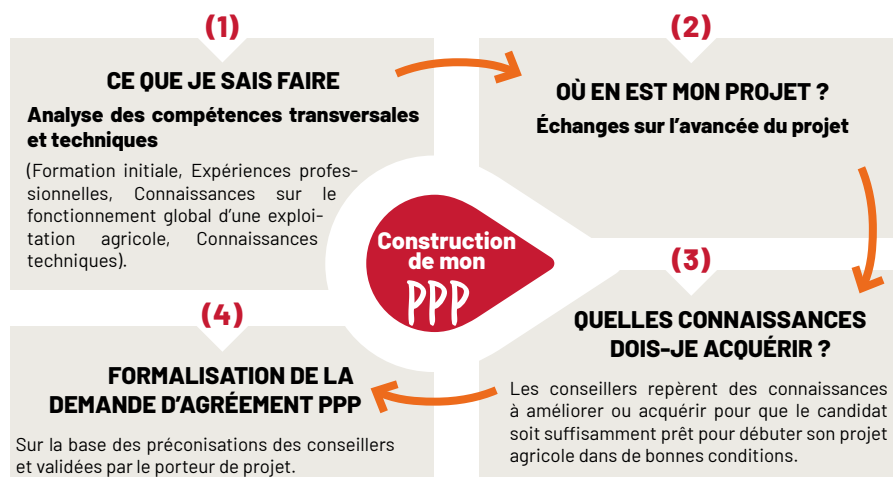 (1)
CE QUE JE SAIS FAIRE
Analyse des compétences transversales
et techniques
(Formation initiale, Expériences profes-
sionnelles, Connaissances sur le
fonctionnement global d'une exploi-
tation agricole, Connaissances
techniques).
(2)
OÙ EN EST MON PROJET ?
Échanges sur l'avancée du projet
Construction
de mon
PPP
(3)
QUELLES CONNAISSANCES
DOIS-JE ACQUÉRIR ?
Les conseillers repèrent des connaissances
à améliorer ou acquérir pour que le candidat
soit suffisamment prêt pour débuter son projet
agricole dans de bonnes conditions.
(4)
FORMALISATION DE LA
DEMANDE D'AGRÉMENT PPP
Sur la base des préconisations des conseillers
et validées par le porteur de projet.